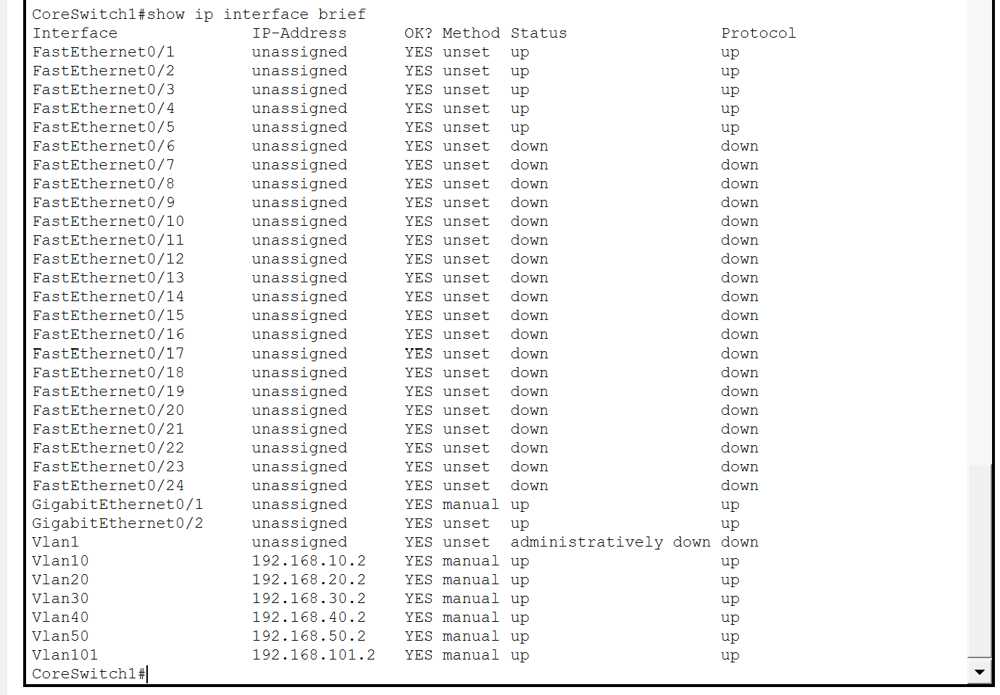 CoreSwitch1#show ip interface brief
Interface IP-Address OK? Method Status Protocol
FastEthernet0/1 unassigned YES unset up up
FastEthernet0/2 unassigned YES unset up up
FastEthernet0/3 unassigned YES unset up up
FastEthernet0/4 unassigned YES unset up up
FastEthernet0/5 unassigned YES unset up up
FastEthernet0/6 unassigned YES unset down down
FastEthernet0/7 unassigned YES unset down down
FastEthernet0/8 unassigned YES unset down down
FastEthernet0/9 unassigned YES unset down down
FastEthernet0/10 unassigned YES unset down down
FastEthernet0/11 unassigned YES unset down down
FastEthernet0/12 unassigned YES unset down down
FastEthernet0/13 unassigned YES unset down down
FastEthernet0/14 unassigned YES unset down down
FastEthernet0/15 unassigned YES unset down down
FastEthernet0/16 unassigned YES unset down down
FastEthernet0/17 unassigned YES unset down down
FastEthernet0/18 unassigned YES unset down down
FastEthernet0/19 unassigned YES unset down down
FastEthernet0/20 unassigned YES unset down down
FastEthernet0/21 unassigned YES unset down down
FastEthernet0/22 unassigned YES unset down down
FastEthernet0/23 unassigned YES unset down down
FastEthernet0/24 unassigned YES unset down down
GigabitEthernet0/1 unassigned YES manual up up
GigabitEthernet0/2 unassigned YES unset up up
Vlan1 unassigned YES unset administratively down down
Vlan10 192.168.10.2 YES manual up up
Vlan20 192.168.20.2 YES manual up up
Vlan30 192.168.30.2 YES manual up up
Vlan40 192.168.40.2 YES manual up up
Vlan50 192.168.50.2 YES manual up up
Vlan101 192.168.101.2 YES manual up up
CoreSwitch1#